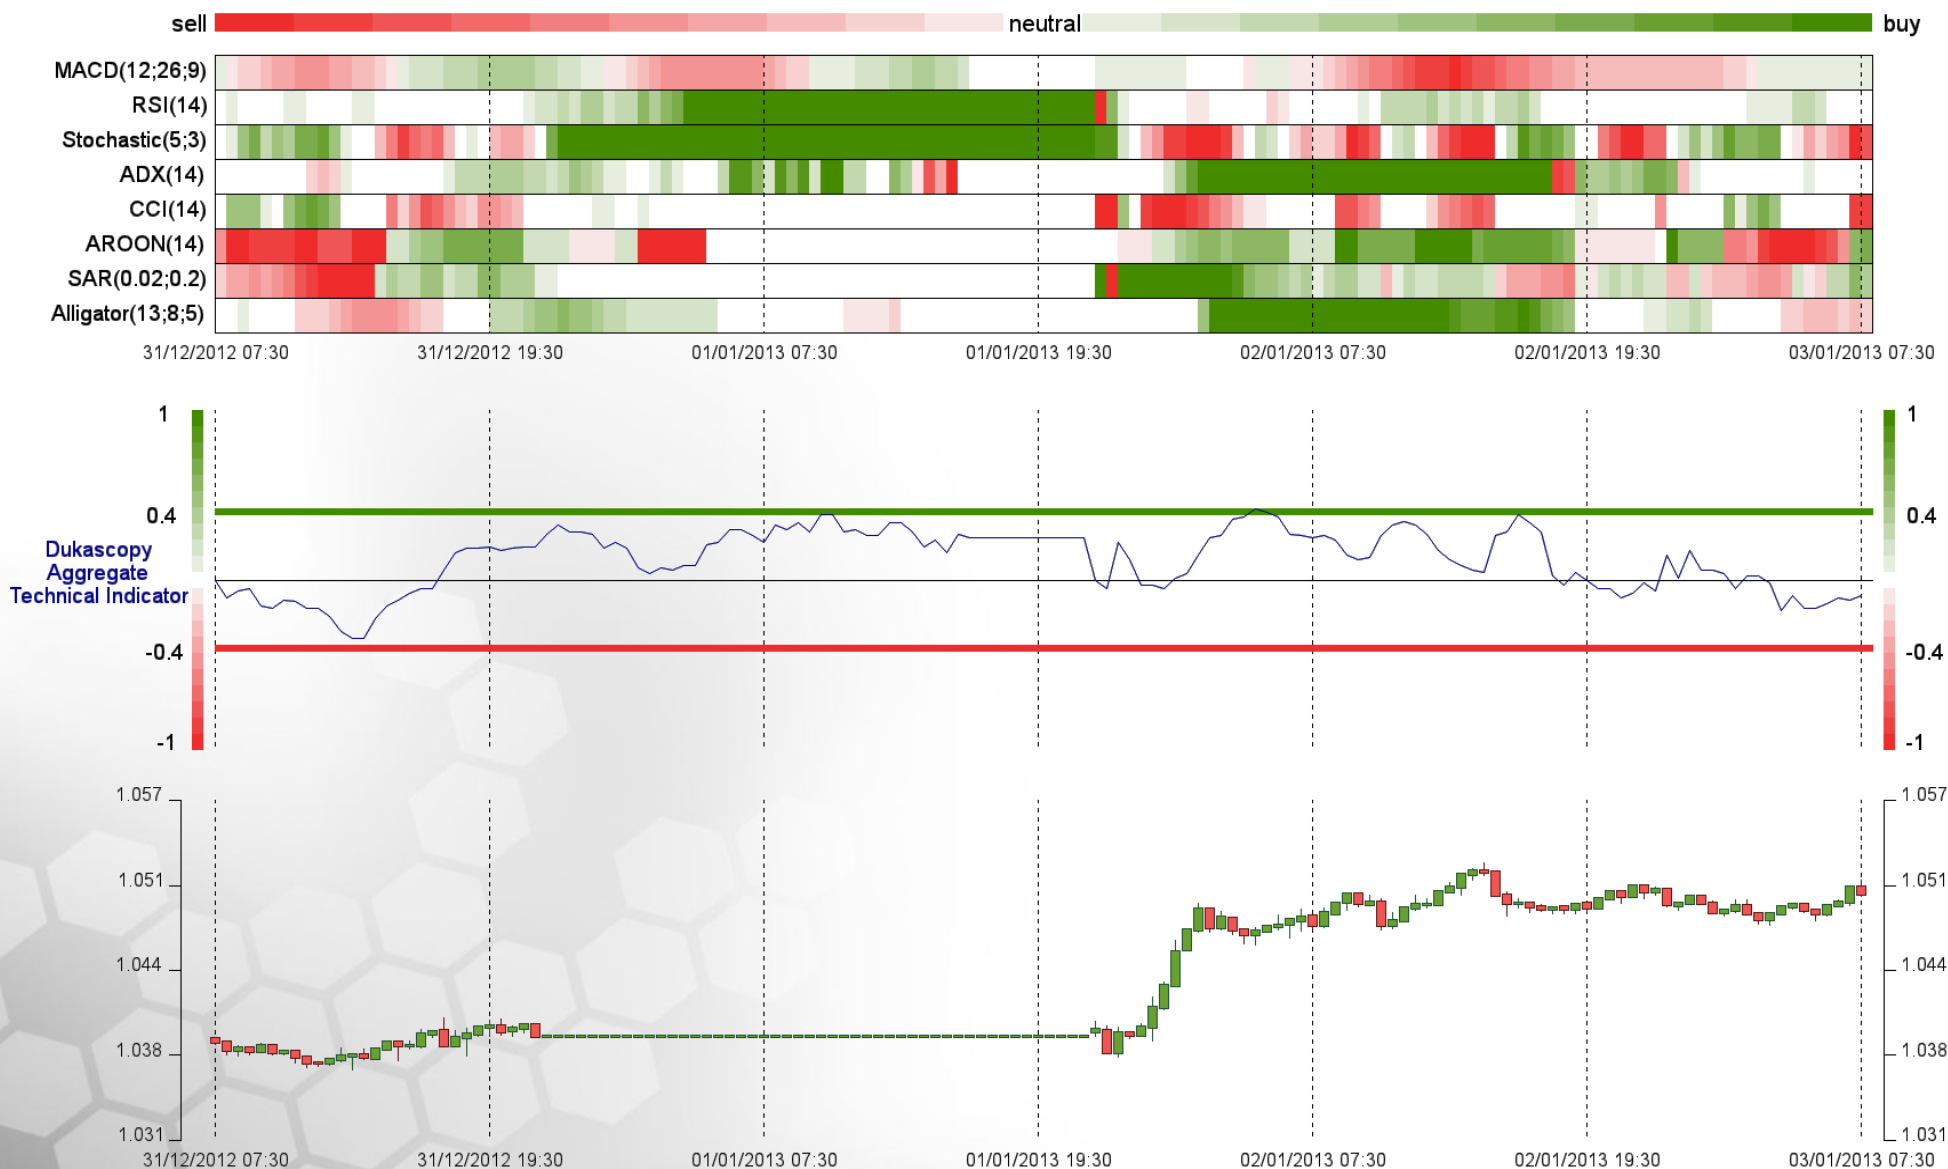 sell neutral buy
MACD(12;26;9)
RSI(14)
Stochastic(5;3)
ADX(14)
CCI(14)
AROON(14)
SAR(0.02;0.2)
Alligator(13;8;5)
31/12/2012 07:30 31/12/2012 19:30 01/01/2013 07:30 01/01/2013 19:30 02/01/2013 07:30 02/01/2013 19:30 03/01/2013 07:30
1 1
0.4 0.4
Dukascopy
Aggregate
Technical Indicator
-0.4 -0.4
-1 -1
1.057 1.057
1.051 1.051
1.044 1.044
1.038 1.038
1.031 1.031
31/12/2012 07:30 31/12/2012 19:30 01/01/2013 07:30 01/01/2013 19:30 02/01/2013 07:30 02/01/2013 19:30 03/01/2013 07:30